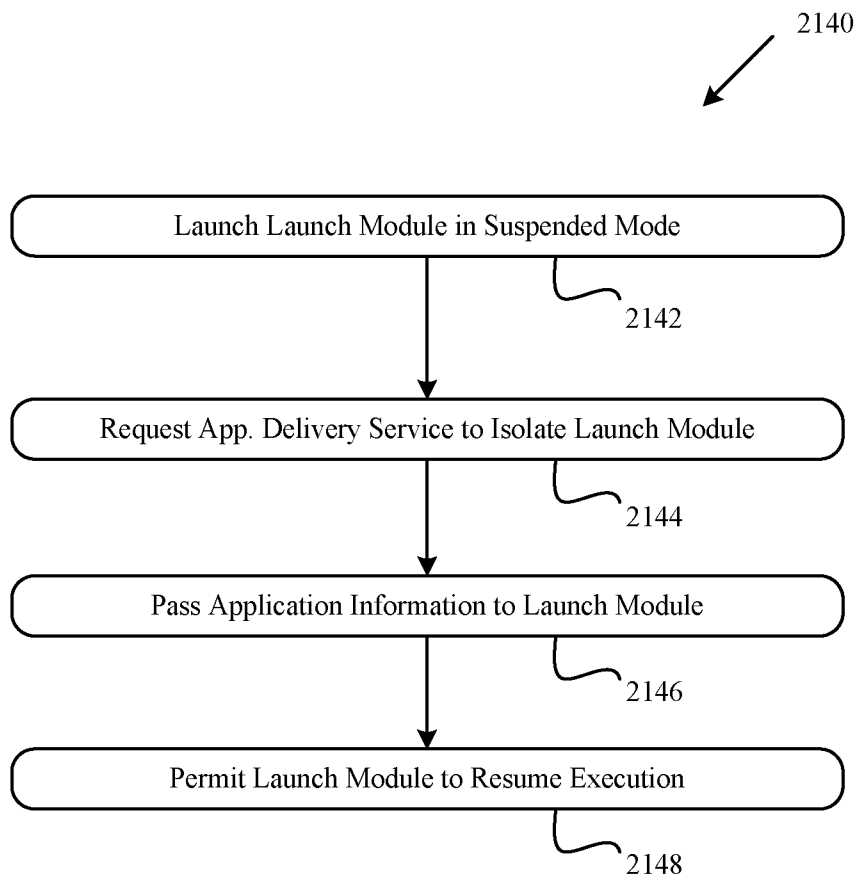 2140
Launch Launch Module in Suspended Mode
2142
Request App. Delivery Service to Isolate Launch Module
2144
Pass Application Information to Launch Module
2146
Permit Launch Module to Resume Execution
2148